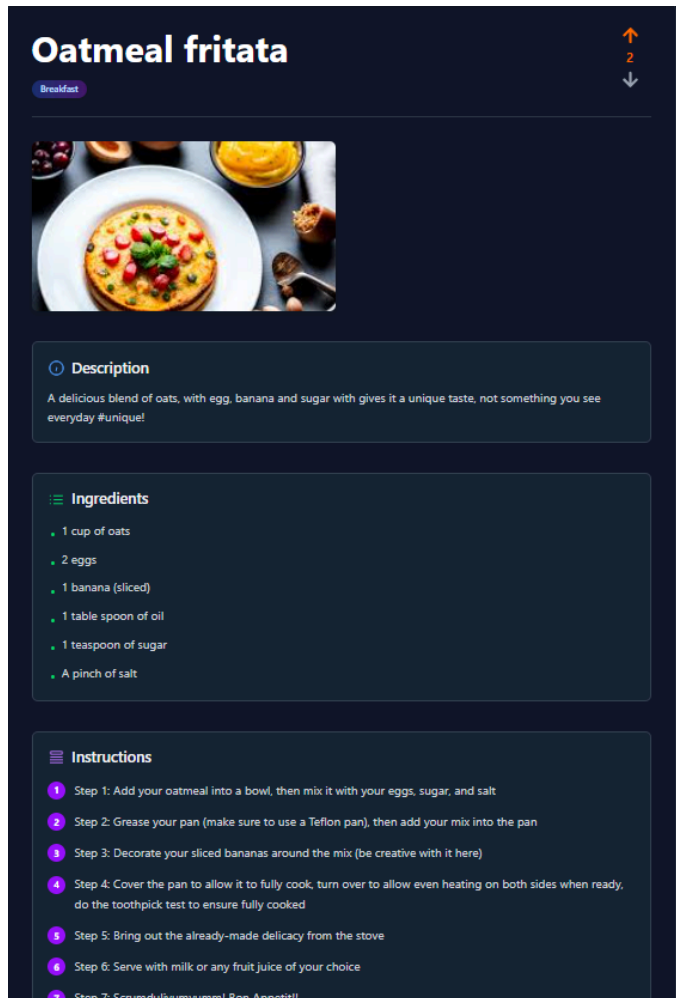 Oatmeal fritata
2
Breakfast
Description
A delicious blend of oats, with egg, banana and sugar with gives it a unique taste, not something you see
everyday #unique!
Ingredients
1 cup of oats
2 eggs
1 banana (sliced)
1 table spoon of oil
1 teaspoon of sugar
A pinch of salt
Instructions
1 Step 1: Add your oatmeal into a bowl, then mix it with your eggs, sugar, and salt
2 Step 2: Grease your pan (make sure to use a Teflon pan), then add your mix into the pan
3 Step 3: Decorate your sliced bananas around the mix (be creative with it here)
4 Step 4: Cover the pan to allow it to fully cook, turn over to allow even heating on both sides when ready,
do the toothpick test to ensure fully cooked
5 Step 5: Bring out the already-made delicacy from the stove
6 Step 6: Serve with milk or any fruit juice of your choice
7 Step 7: Bon Appetit!!